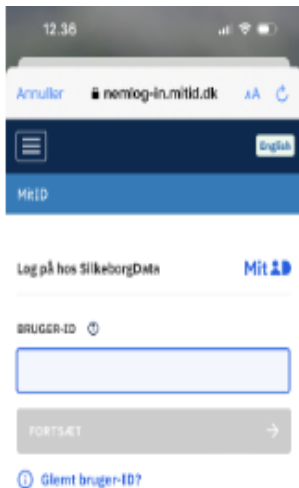 12.36
Annuller nemlog-in.mitid.dk AA
English
MitID
Log på hos SilkeborgData Mit
BRUGER-ID
FORTSÆT
Glemt bruger-ID?